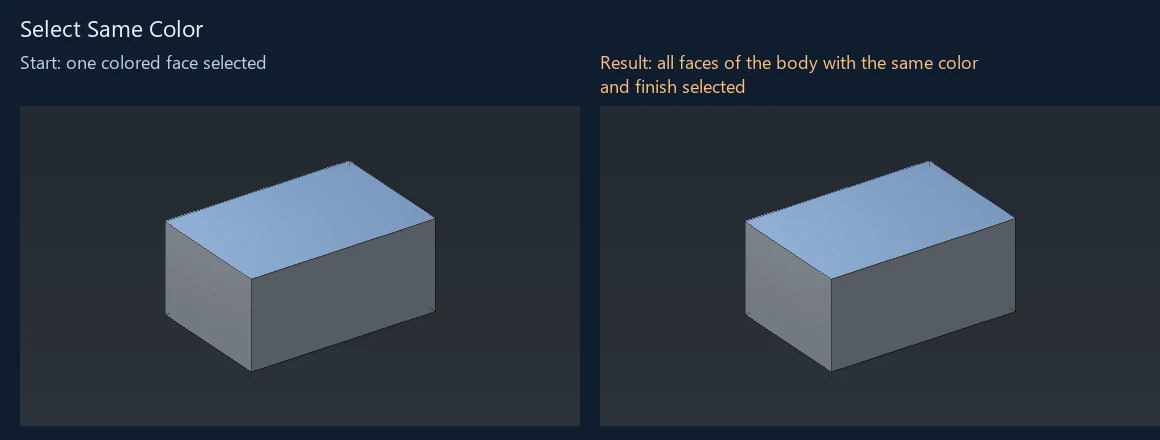 Select Same Color
Start: one colored face selected
Result: all faces of the body with the same color
and finish selected